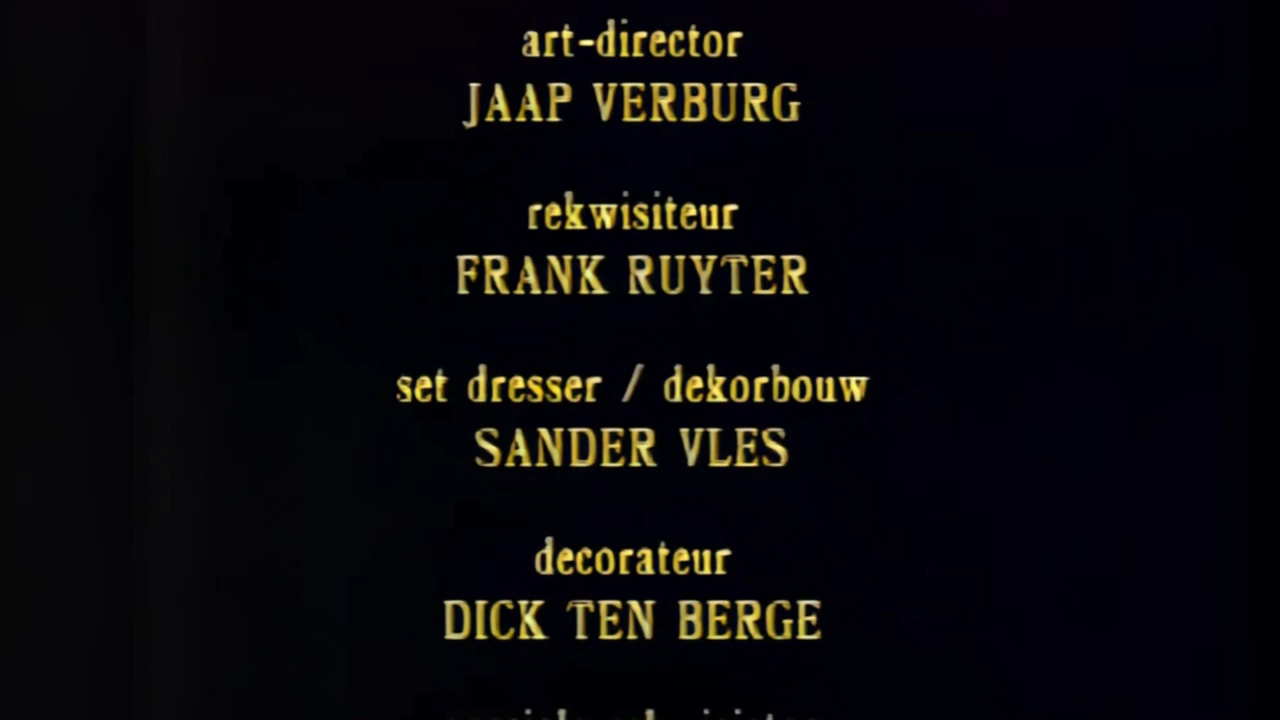 art-director
JAAP VERBURG
rekwisiteur
FRANK RUYTER
set dresser / dekorbouw
SANDER VLES
decorateur
DICK TEN BERGE